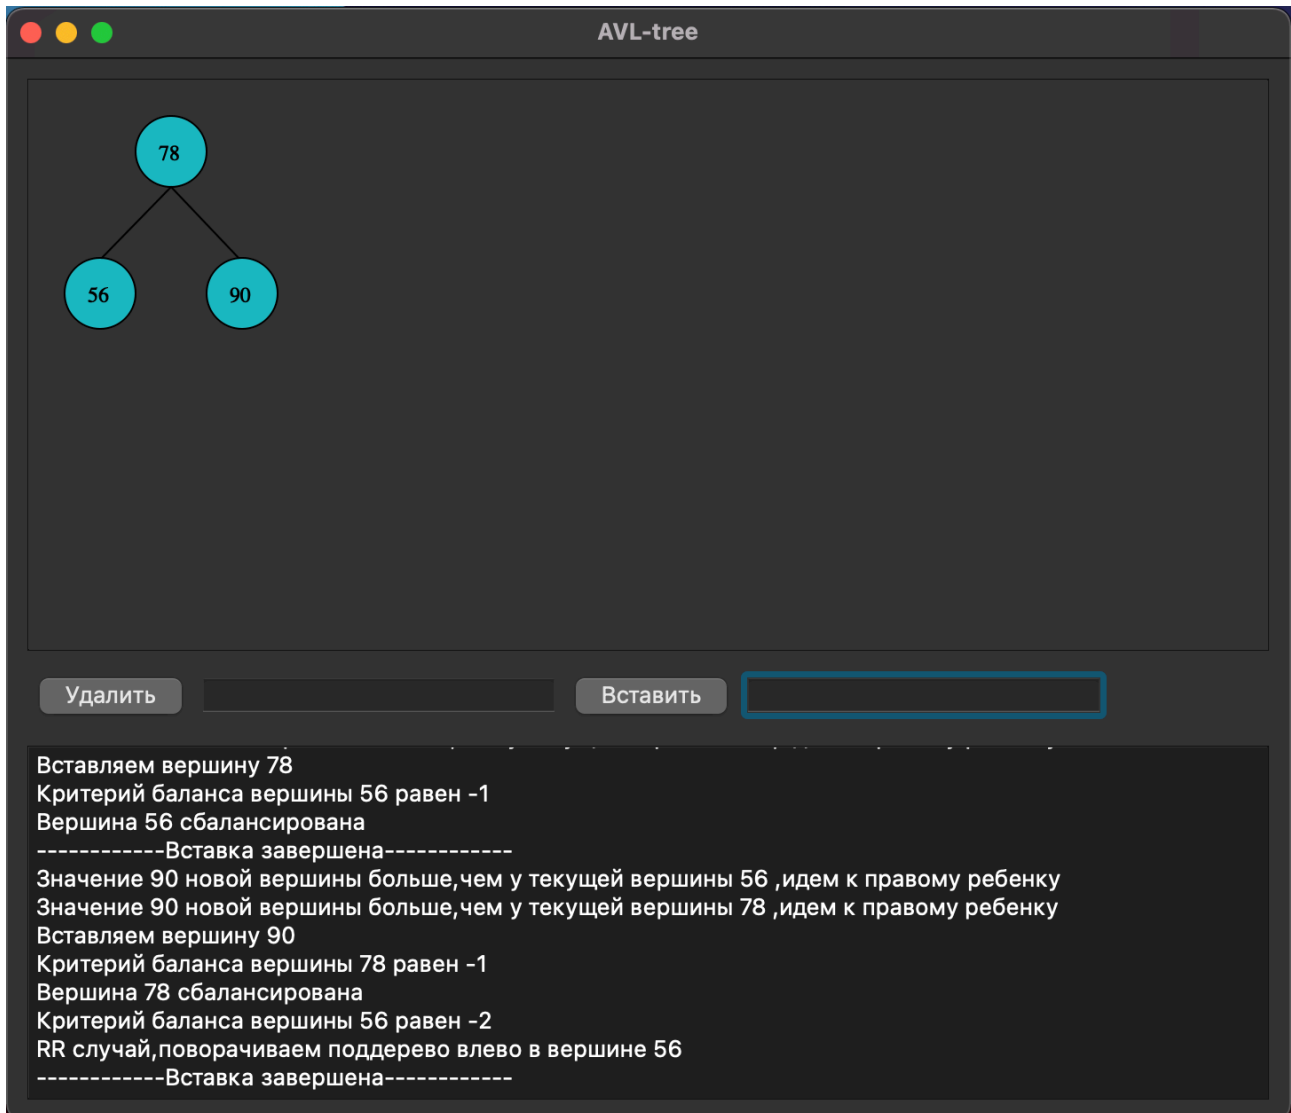 AVL-tree
78
56 90
Удалить Вставить
Вставляем вершину 78
Критерий баланса вершины 56 равен -1
Вершина 56 сбалансирована
------------Вставка завершена------------
Значение 90 новой вершины больше,чем у текущей вершины 56 ,идем к правому ребенку
Значение 90 новой вершины больше,чем у текущей вершины 78 ,идем к правому ребенку
Вставляем вершину 90
Критерий баланса вершины 78 равен -1
Вершина 78 сбалансирована
Критерий баланса вершины 56 равен -2
RR случай,поворачиваем поддерево влево в вершине 56
------------Вставка завершена------------